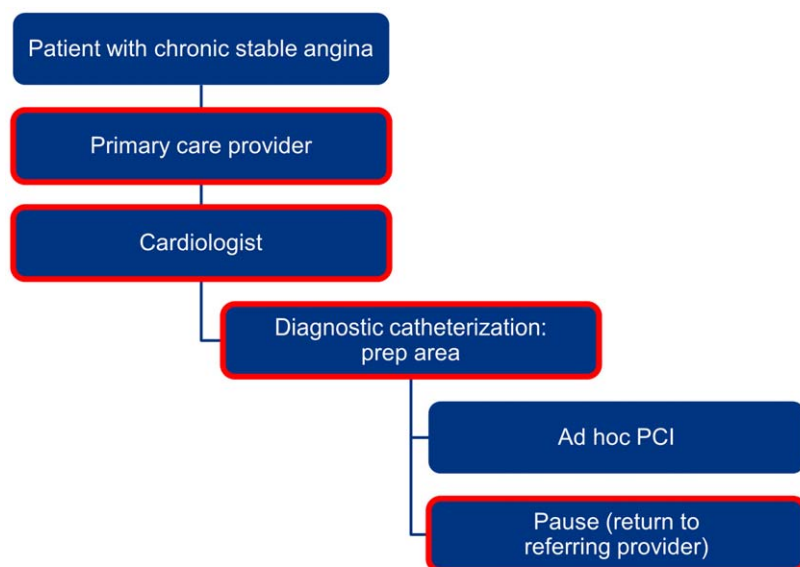 Patient with chronic stable angina
Primary care provider
Cardiologist
Diagnostic catheterization:
prep area
Ad hoc PCI
Pause (return to
referring provider)